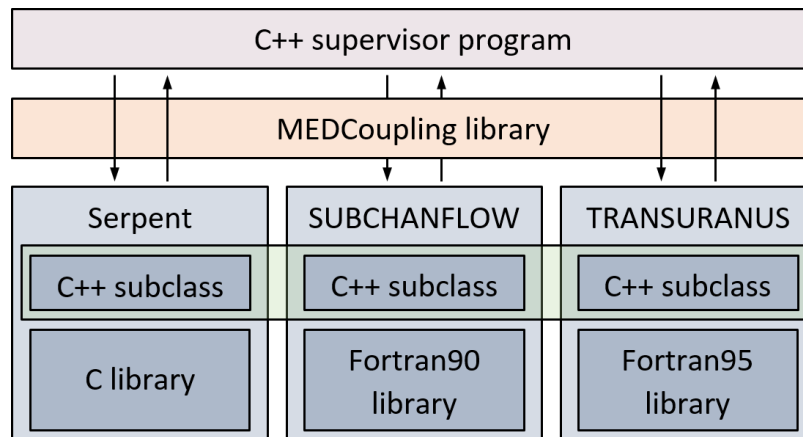 C++ supervisor program
MEDCoupling library
Serpent
SUBCHANFLOW
TRANSURANUS
C++ subclass
C++ subclass
C++ subclass
C library
Fortran90
library
Fortran95
library